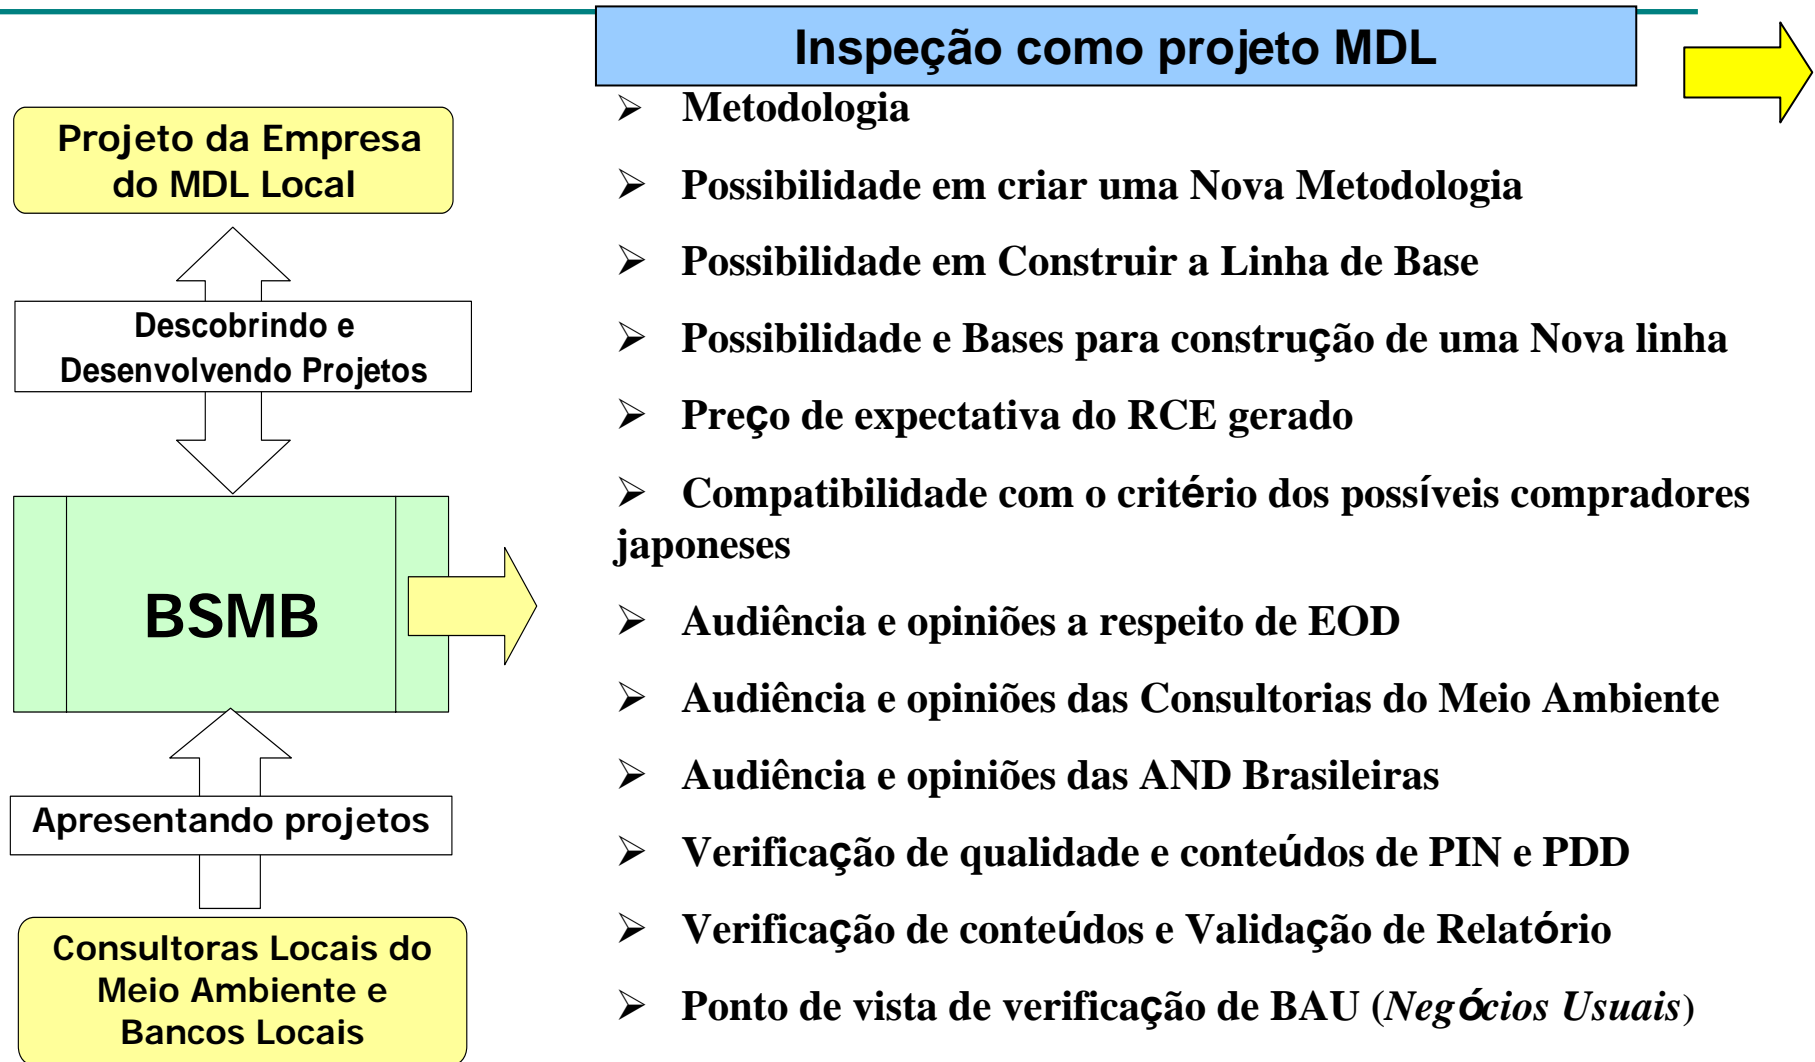 Inspeção como projeto MDL
Projeto da Empresa
do MDL Local
Descobrindo e
Desenvolvendo Projetos
BSMB
Apresentando projetos
Consultoras Locais do
Meio Ambiente e
Bancos Locais
➢ Metodologia
➢ Possibilidade em criar uma Nova Metodologia
➢ Possibilidade em Construir a Linha de Base
➢ Possibilidade e Bases para construção de uma Nova linha
➢ Preço de expectativa do RCE gerado
➢ Compatibilidade com o critério dos possíveis compradores
japoneses
➢ Audiência e opiniões a respeito de EOD
➢ Audiência e opiniões das Consultorias do Meio Ambiente
➢ Audiência e opiniões das AND Brasileiras
➢ Verificação de qualidade e conteúdos de PIN e PDD
➢ Verificação de conteúdos e Validação de Relatório
➢ Ponto de vista de verificação de BAU (Negócios Usuais)